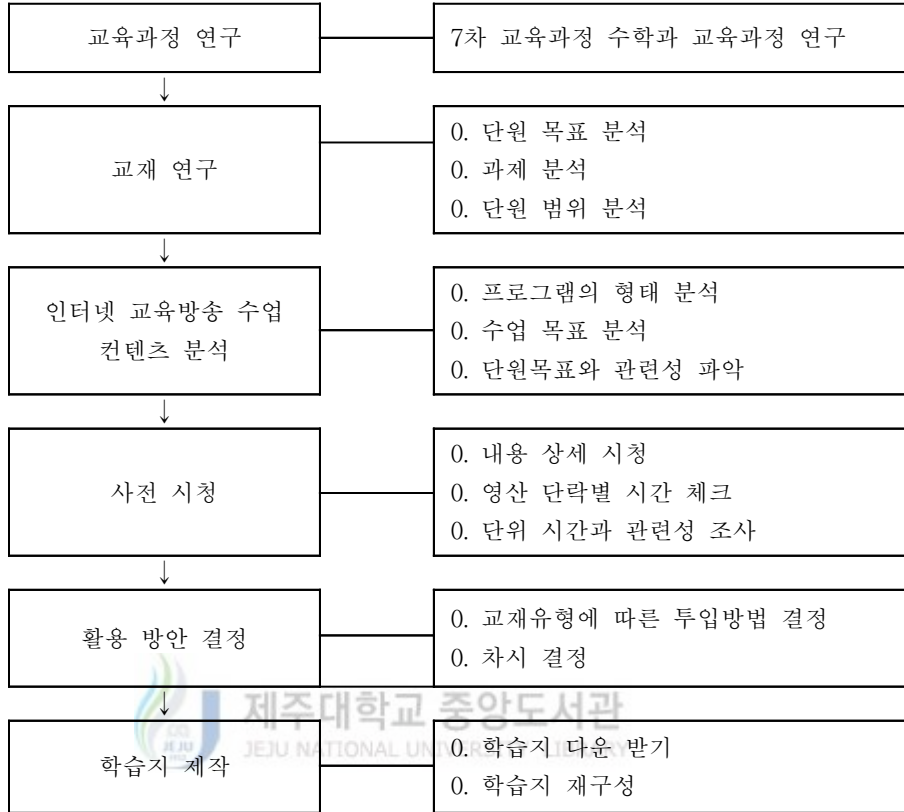 교육과정 연구
7차 교육과정 수학과 교육과정 연구
↓
교재 연구
0. 단원 목표 분석
0. 과제 분석
0. 단원 범위 분석
↓
인터넷 교육방송 수업
컨텐츠 분석
0. 프로그램의 형태 분석
0. 수업 목표 분석
0. 단원목표와 관련성 파악
↓
사전 시청
0. 내용 상세 시청
0. 영산 단락별 시간 체크
0. 단위 시간과 관련성 조사
↓
활용 방안 결정
0. 교재유형에 따른 투입방법 결정
0. 차시 결정
↓
제주대학교 중앙도서관
JEJU NATIONAL UNIVERSITY LIBRARY
JEJU
학습지 제작
0. 학습지 다운 받기
0. 학습지 재구성